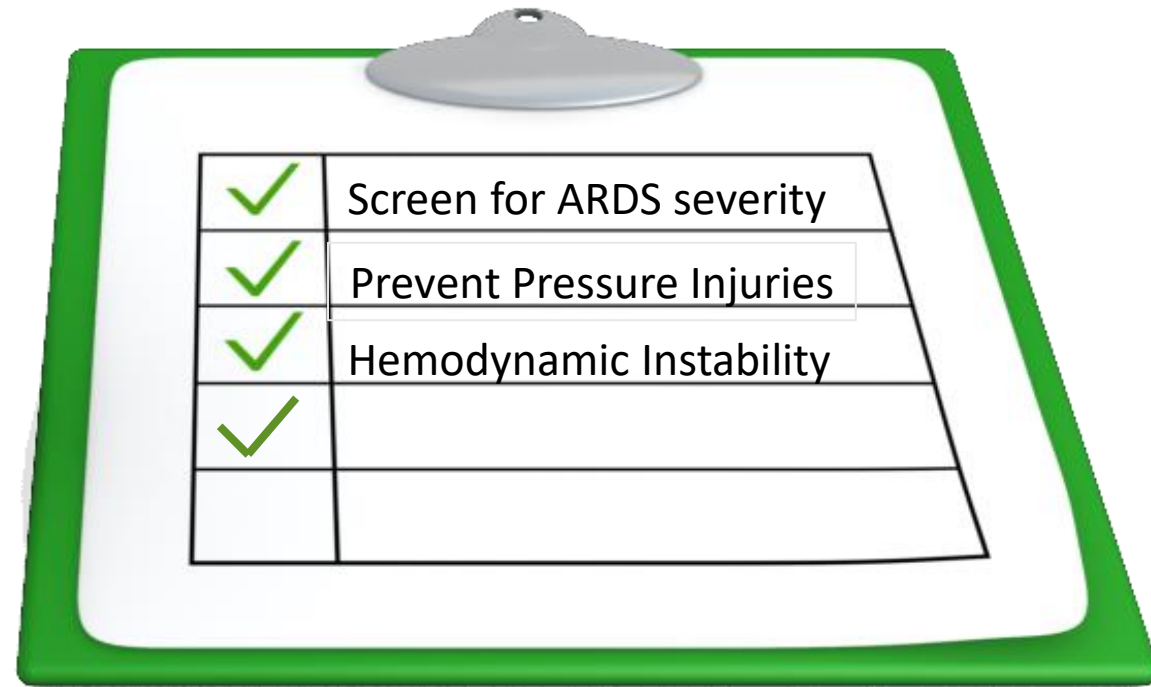 Screen for ARDS severity
Prevent Pressure Injuries
Hemodynamic Instability